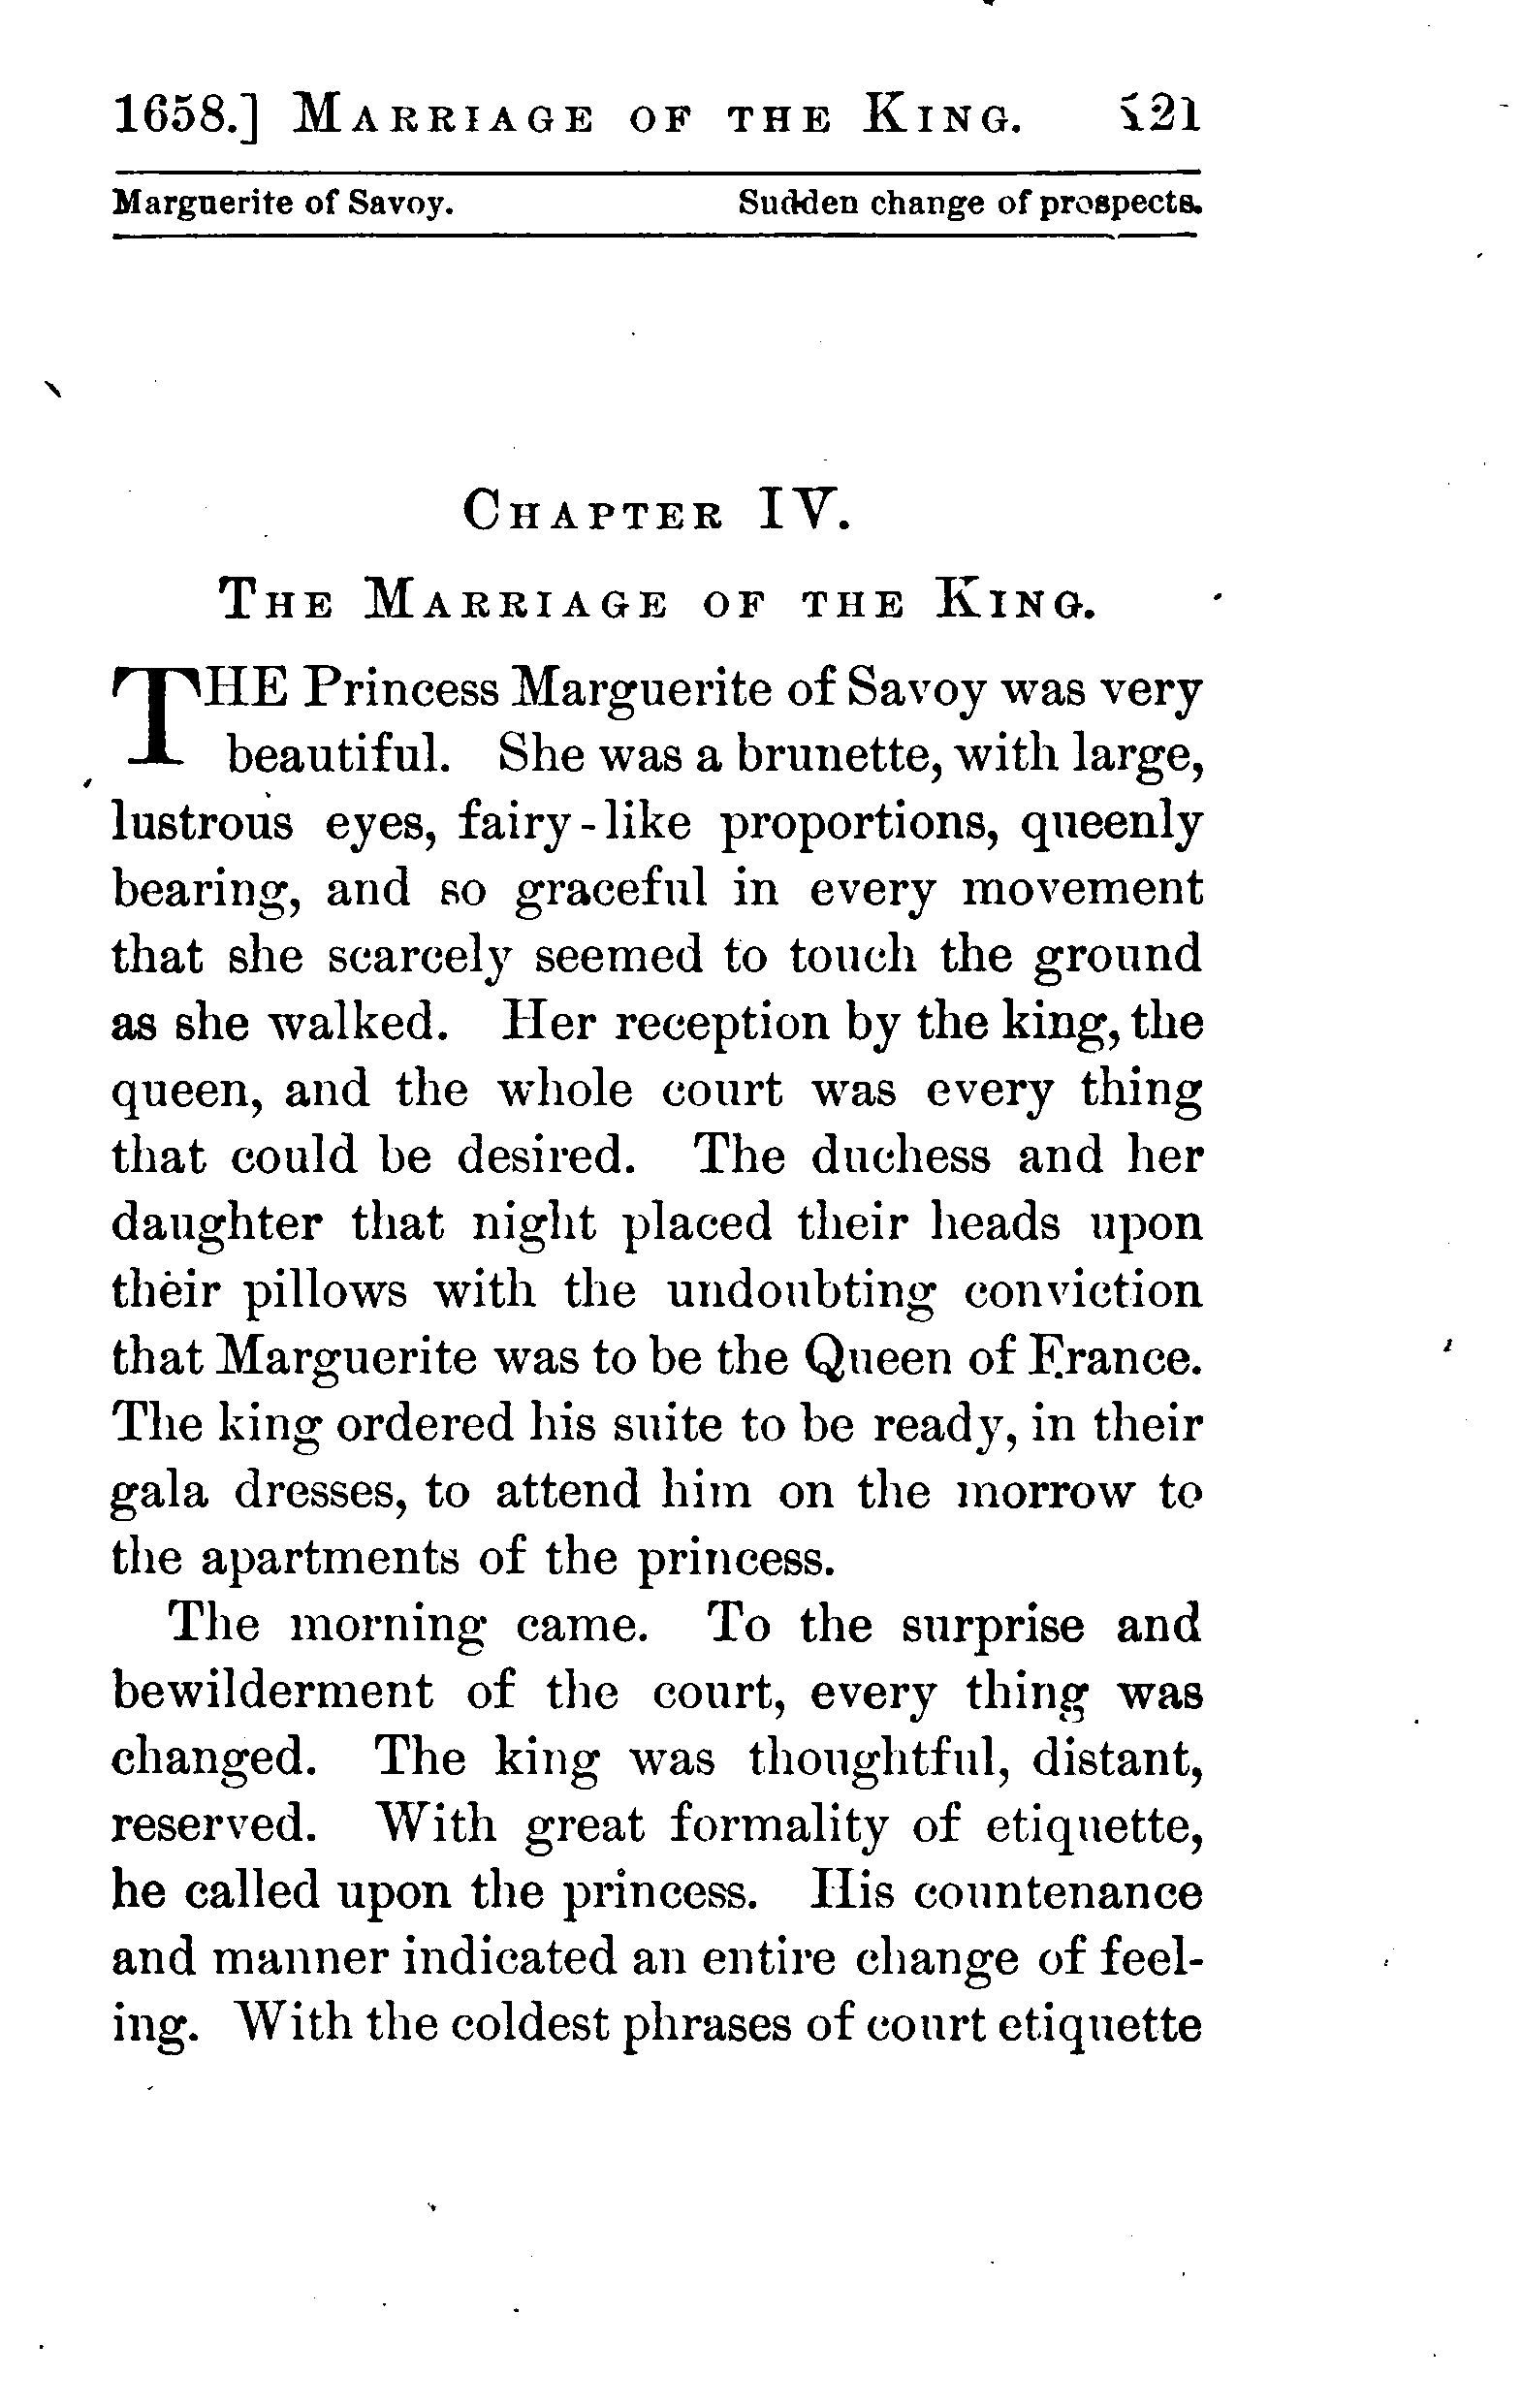 1658.] MARRIAGE OF THE KING. 121
Marguerite of Savoy. Sudden change of prospects.
CHAPTER IV.
THE MARRIAGE OF THE KING.
THE Princess Marguerite of Savoy was very
beautiful. She was a brunette, with large,
lustrous eyes, fairy-like proportions, queenly
bearing, and so graceful in every movement
that she scarcely seemed to touch the ground
as she walked. Her reception by the king, the
queen, and the whole court was every thing
that could be desired. The duchess and her
daughter that night placed their heads upon
their pillows with the undoubting conviction
that Marguerite was to be the Queen of France.
The king ordered his suite to be ready, in their
gala dresses, to attend him on the morrow to
the apartments of the princess.
The morning came. To the surprise and
bewilderment of the court, every thing was
changed. The king was thoughtful, distant,
reserved. With great formality of etiquette,
he called upon the princess. His countenance
and manner indicated an entire change of feel-
ing. With the coldest phrases of court etiquette